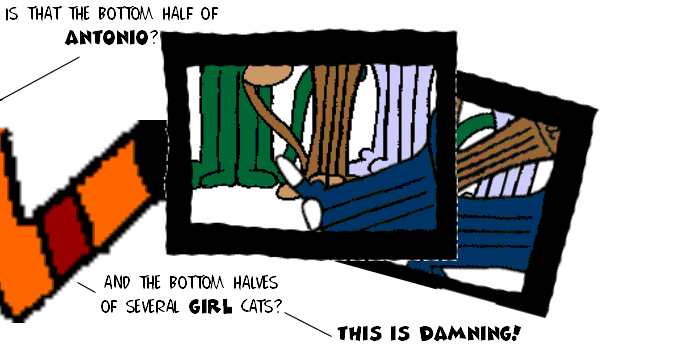 IS THAT THE BOTTOM HALF OF
ANTONIO?
AND THE BOTTOM HALVES
OF SEVERAL GIRL CATS?
THIS IS DAMNING!